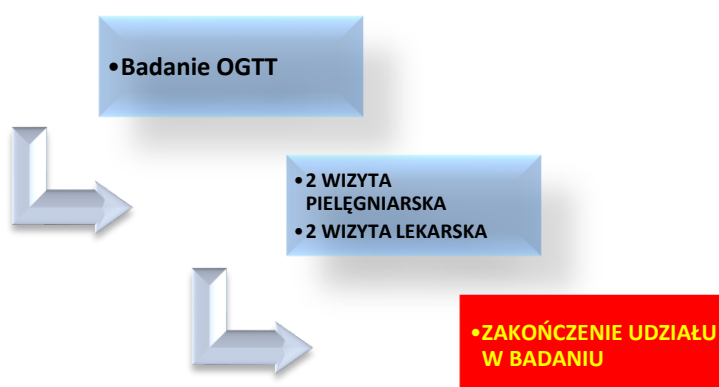 •Badanie OGTT
•2 WIZYTA
PIELĘGNIARSKA
•2 WIZYTA LEKARSKA
•ZAKOŃCZENIE UDZIAŁU
W BADANIU